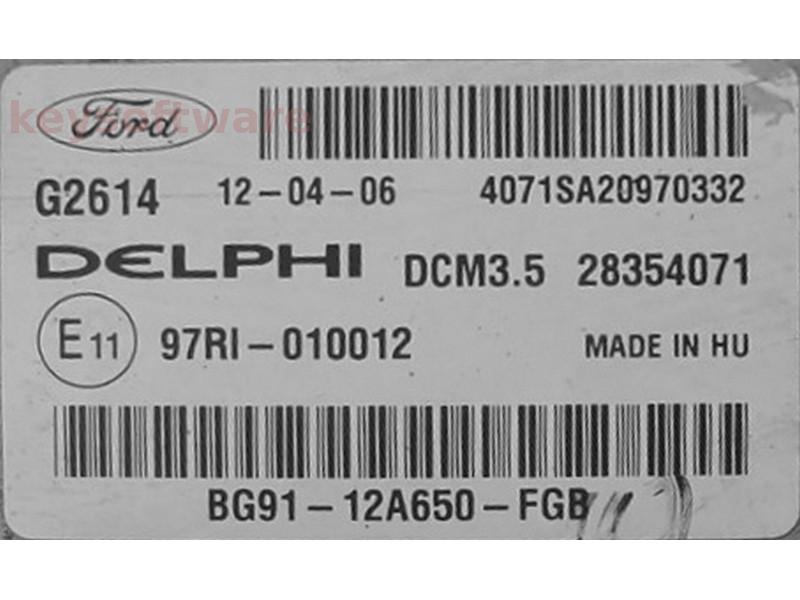 keysoftware
Ford
G2614 12-04-06 4071SA20970332
DELPHI DCM3.5 28354071
E11 97RI-010012 MADE IN HU
BG91-12A650-FGB